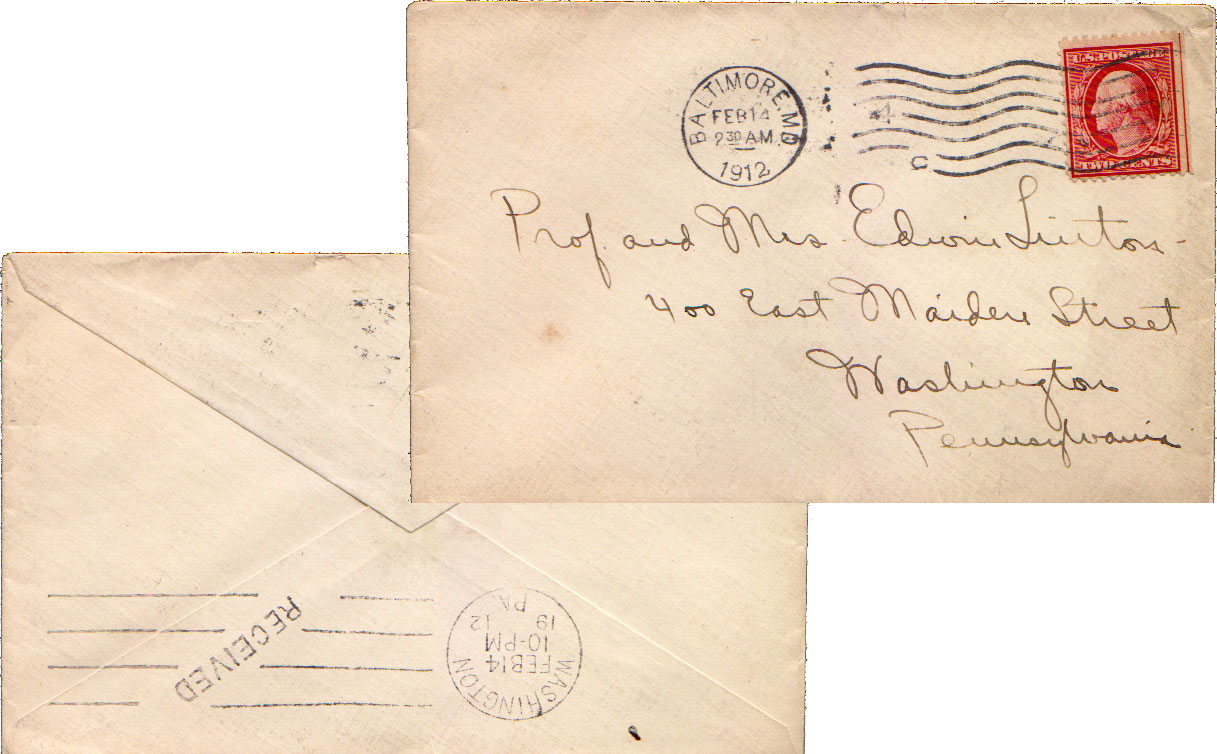 BALTIMORE, MD
FEB 14
2 30 AM
1912
4
C
U.S. POSTAGE
TWO CENTS
Prof. and Mrs. Edwin Linton
400 East Maiden Street
Washington
Pennsylvania
RECEIVED
WASHINGTON
FEB 14
10-PM
19 12
PA